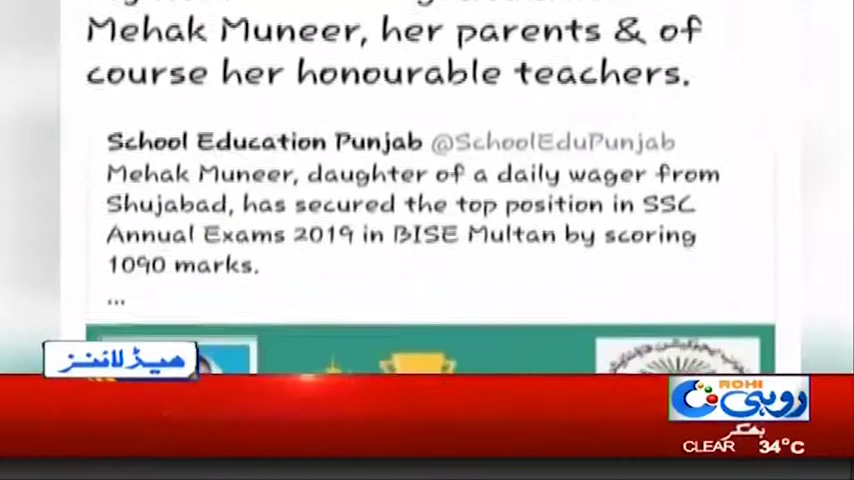 Mehak Muneer, her parents & of
course her honourable teachers.
School Education Punjab @SchoolEduPunjab
Mehak Muneer, daughter of a daily wager from
Shujabad, has secured the top position in SSC
Annual Exams 2019 in BISE Multan by scoring
1090 marks.
...
ہیڈلائنز
ROHI
روہی
بھکر
CLEAR 34°C